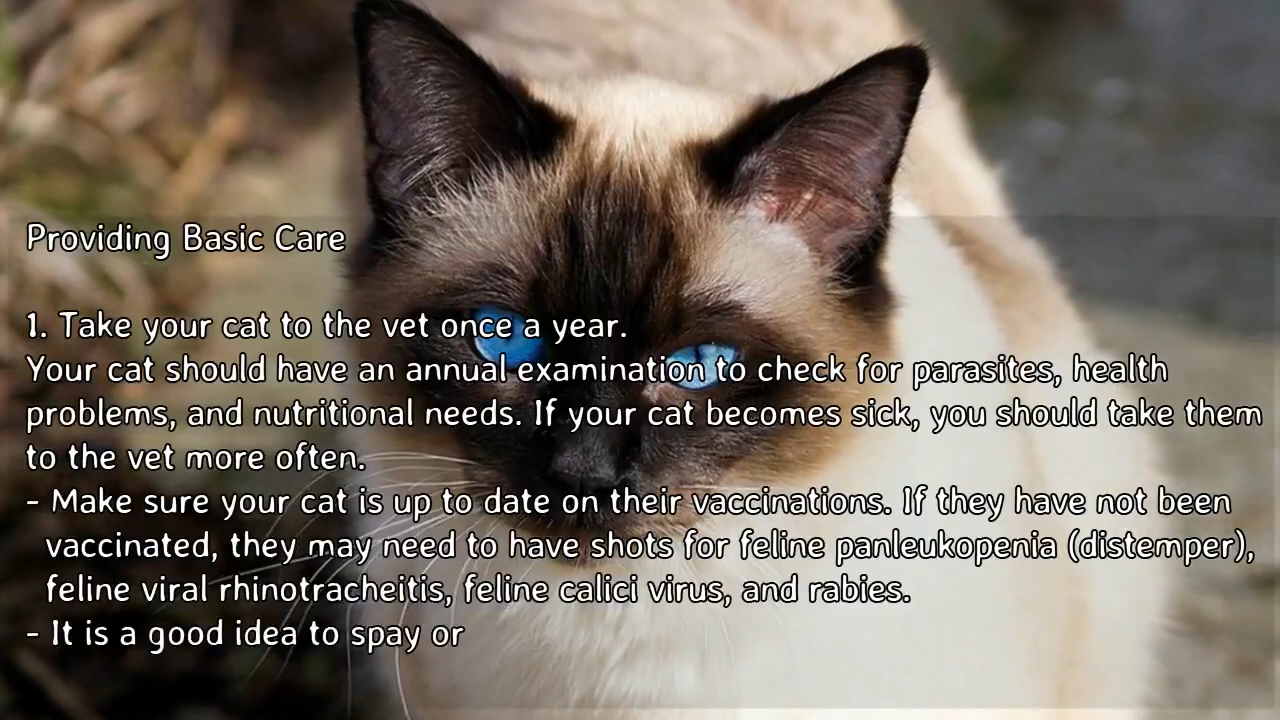 Providing Basic Care
1. Take your cat to the vet once a year.
Your cat should have an annual examination to check for parasites, health
problems, and nutritional needs. If your cat becomes sick, you should take them
to the vet more often.
- Make sure your cat is up to date on their vaccinations. If they have not been
vaccinated, they may need to have shots for feline panleukopenia (distemper),
feline viral rhinotracheitis, feline calici virus, and rabies.
- It is a good idea to spay or